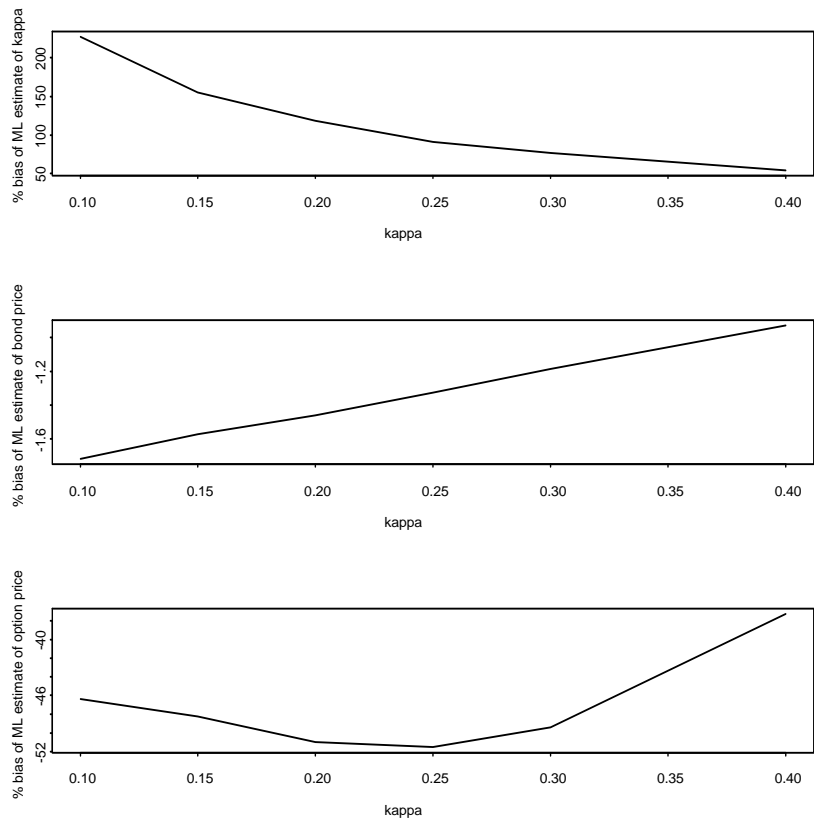 % bias of ML estimate of kappa
200
150
100
50
0.10 0.15 0.20 0.25 0.30 0.35 0.40
kappa
% bias of ML estimate of bond price
-1.2
-1.6
0.10 0.15 0.20 0.25 0.30 0.35 0.40
kappa
% bias of ML estimate of option price
-40
-46
-52
0.10 0.15 0.20 0.25 0.30 0.35 0.40
kappa